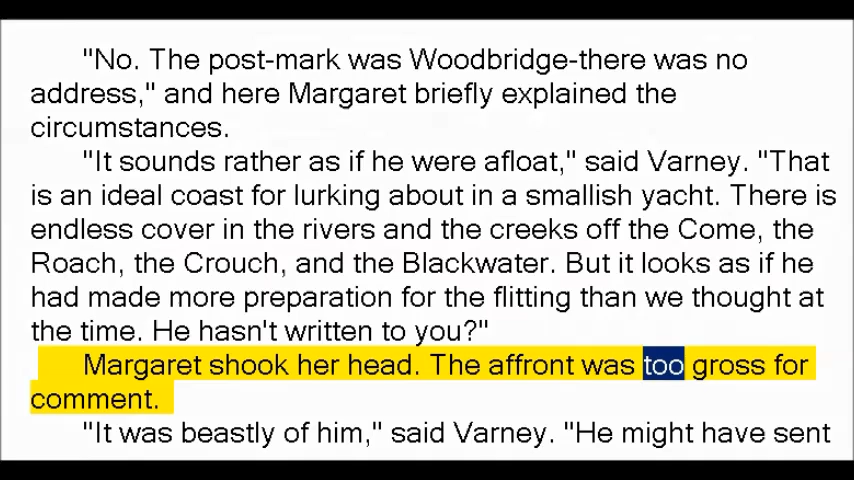 "No. The post-mark was Woodbridge-there was no
address," and here Margaret briefly explained the
circumstances.
"It sounds rather as if he were afloat," said Varney. "That
is an ideal coast for lurking about in a smallish yacht. There is
endless cover in the rivers and the creeks off the Come, the
Roach, the Crouch, and the Blackwater. But it looks as if he
had made more preparation for the flitting than we thought at
the time. He hasn't written to you?"
Margaret shook her head. The affront was too gross for
comment.
"It was beastly of him," said Varney. "He might have sent